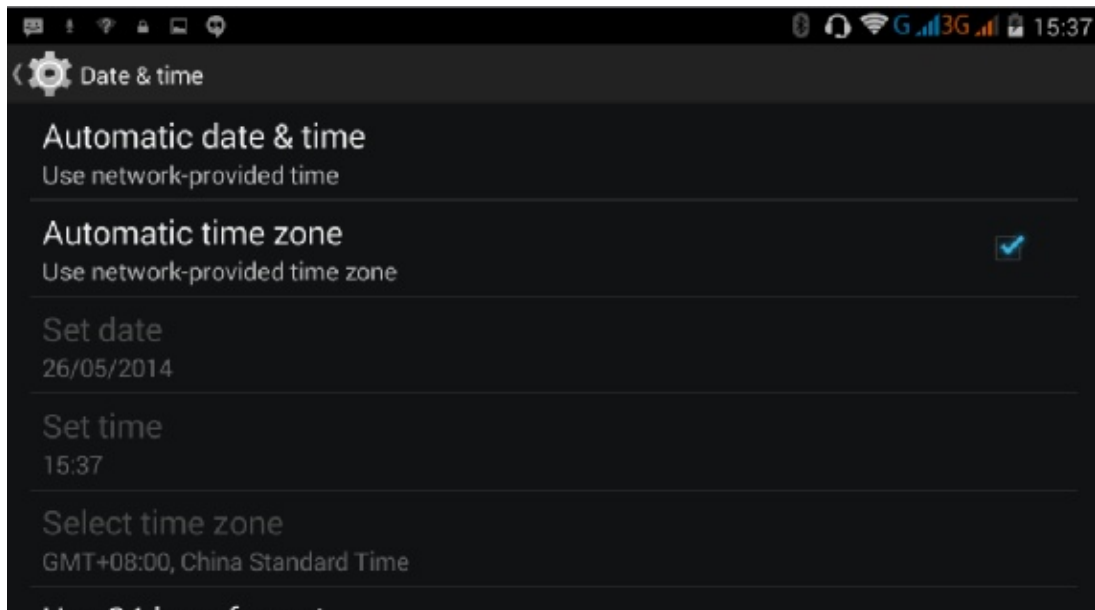 G 3G 15:37
Date & time
Automatic date & time
Use network-provided time
Automatic time zone
Use network-provided time zone
Set date
26/05/2014
Set time
15:37
Select time zone
GMT+08:00, China Standard Time